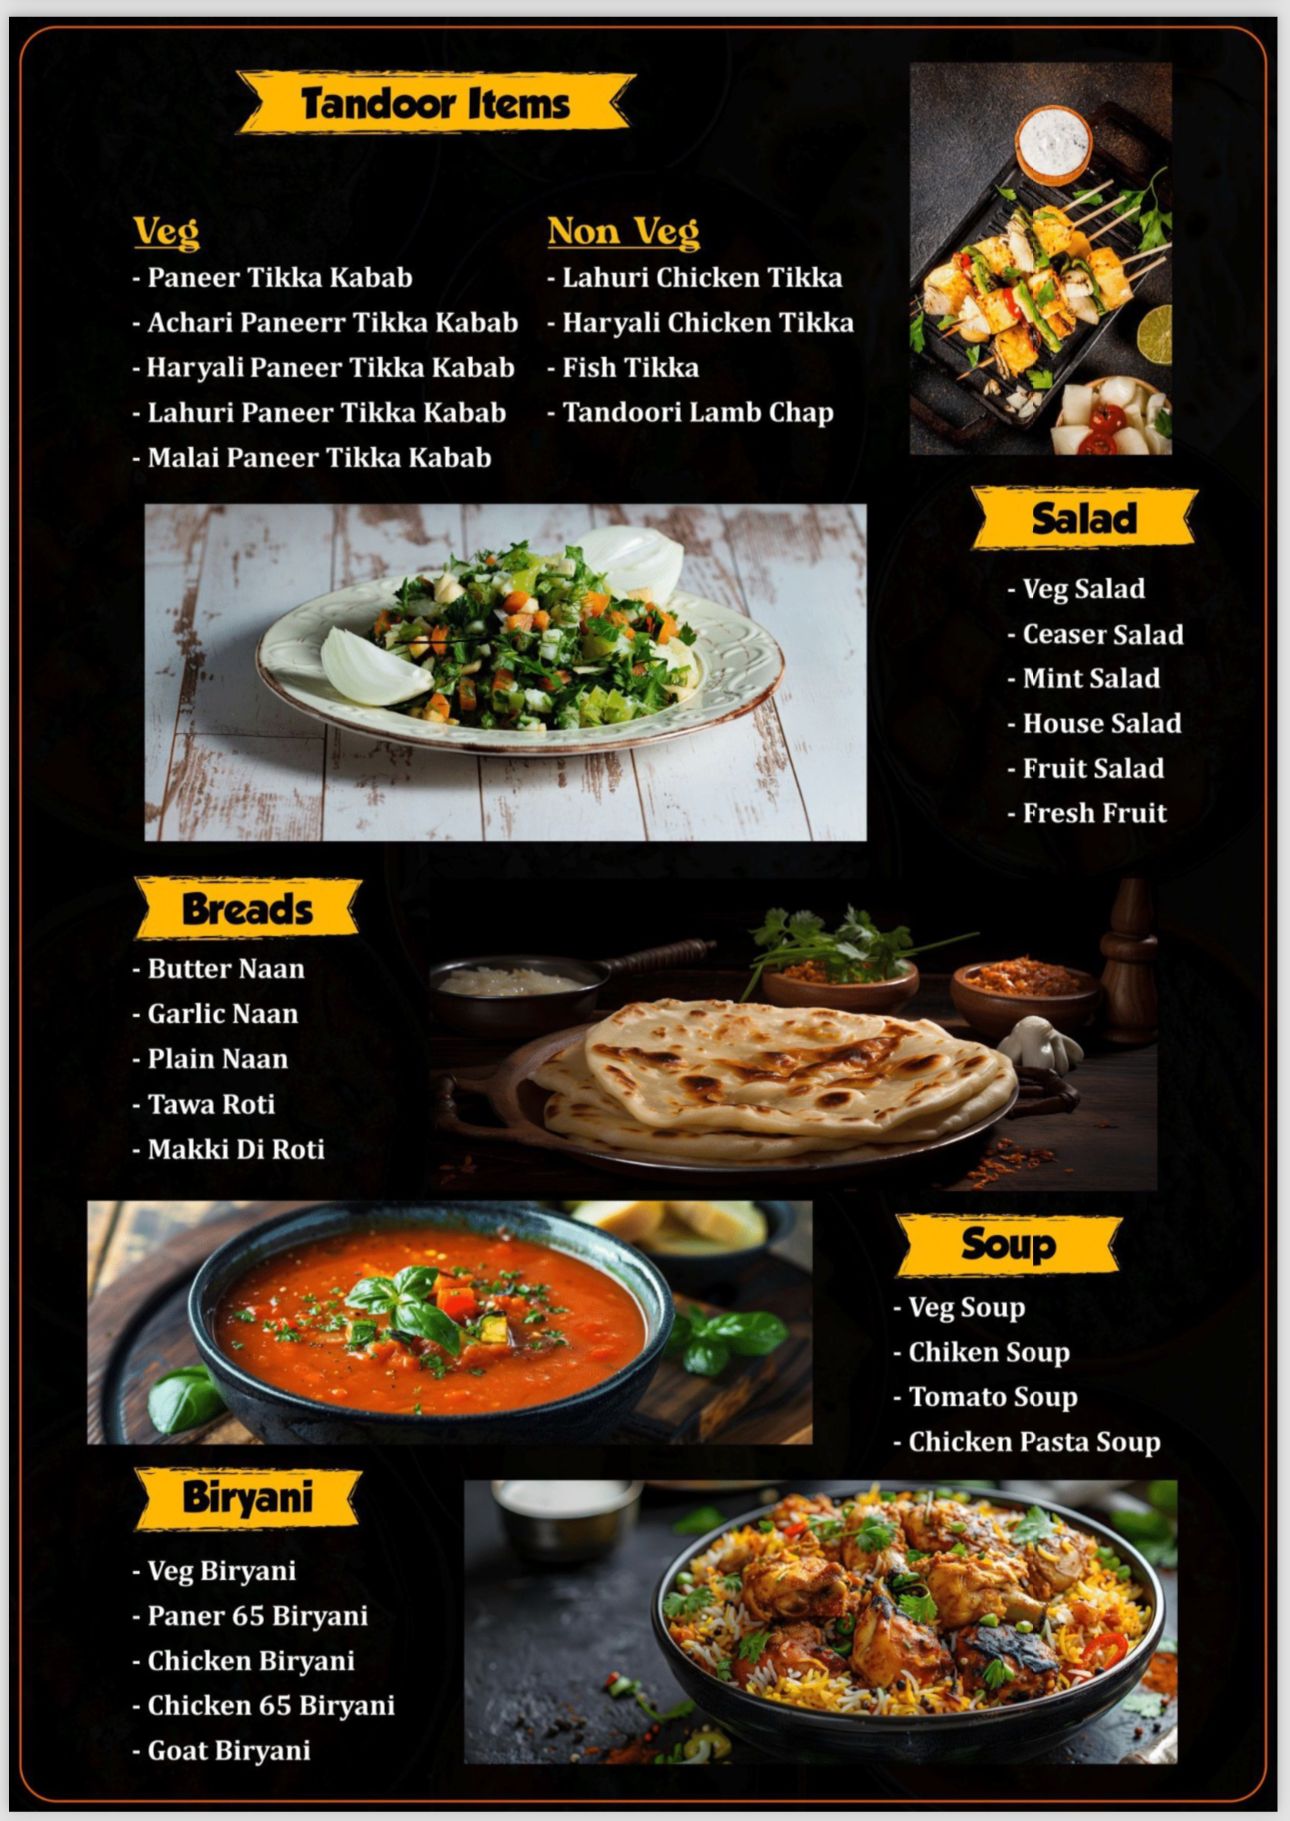 Tandoor Items
Veg
- Paneer Tikka Kabab
- Achari Paneerr Tikka Kabab
- Haryali Paneer Tikka Kabab
- Lahuri Paneer Tikka Kabab
- Malai Paneer Tikka Kabab
Non Veg
- Lahuri Chicken Tikka
- Haryali Chicken Tikka
- Fish Tikka
- Tandoori Lamb Chap
Salad
- Veg Salad
- Ceaser Salad
- Mint Salad
- House Salad
- Fruit Salad
- Fresh Fruit
Breads
- Butter Naan
- Garlic Naan
- Plain Naan
- Tawa Roti
- Makki Di Roti
Soup
- Veg Soup
- Chiken Soup
- Tomato Soup
- Chicken Pasta Soup
Biryani
- Veg Biryani
- Paner 65 Biryani
- Chicken Biryani
- Chicken 65 Biryani
- Goat Biryani